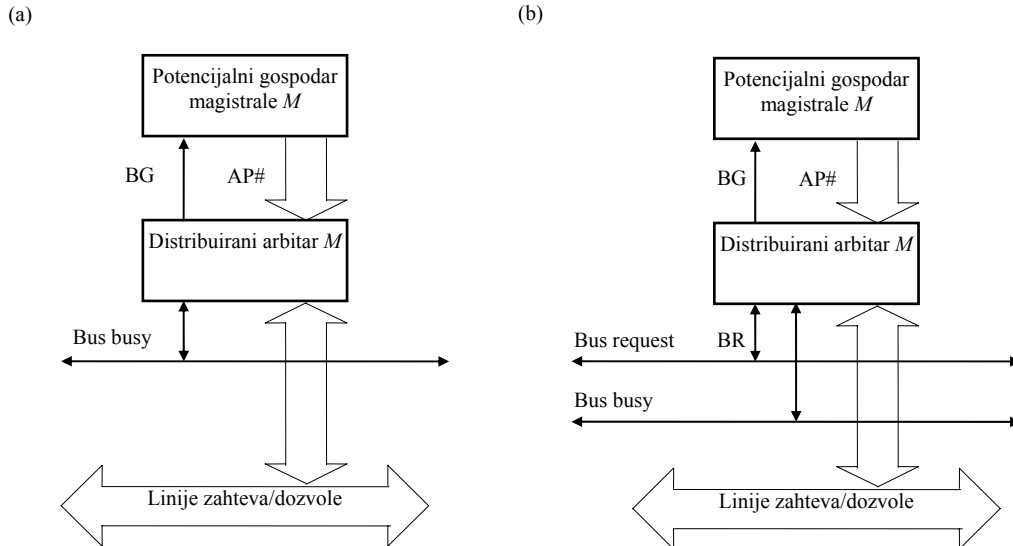 (a)
Potencijalni gospodar
magistrale M
BG
AP#
Distribuirani arbitar M
Bus busy
Linije zahteva/dozvole
(b)
Potencijalni gospodar
magistrale M
BG
AP#
Distribuirani arbitar M
Bus request
BR
Bus busy
Linije zahteva/dozvole